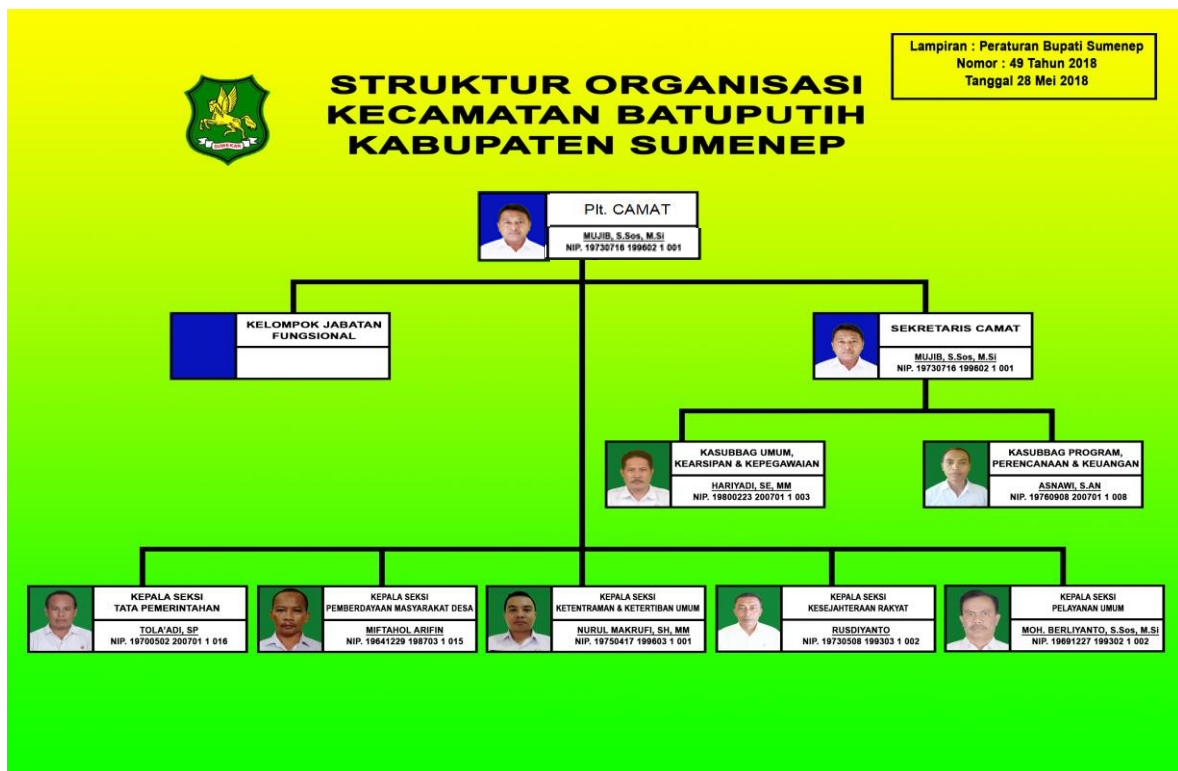 Lampiran : Peraturan Bupati Sumenep
Nomor : 49 Tahun 2018
Tanggal 28 Mei 2018
STRUKTUR ORGANISASI
KECAMATAN BATUPUTIH
KABUPATEN SUMENEP
SUMEKAR
Plt. CAMAT
MUJIB, S.Sos, M.Si
NIP. 19730716 199602 1 001
KELOMPOK JABATAN
FUNGSIONAL
SEKRETARIS CAMAT
MUJIB, S.Sos, M.Si
NIP. 19730716 199602 1 001
KASUBBAG UMUM,
KEARSIPAN & KEPEGAWAIAN
HARIYADI, SE, MM
NIP. 19800223 200701 1 003
KASUBBAG PROGRAM,
PERENCANAAN & KEUANGAN
ASNAWI, S.AN
NIP. 19760908 200701 1 008
KEPALA SEKSI
TATA PEMERINTAHAN
TOLA'ADI, SP
NIP. 19700502 200701 1 016
KEPALA SEKSI
PEMBERDAYAAN MASYARAKAT DESA
MIFTAHOL ARIFIN
NIP. 19641229 198703 1 015
KEPALA SEKSI
KETENTRAMAN & KETERTIBAN UMUM
NURUL MAKRUFI, SH, MM
NIP. 19750417 199603 1 001
KEPALA SEKSI
KESEJAHTERAAN RAKYAT
RUSDIYANTO
NIP. 19730508 199303 1 002
KEPALA SEKSI
PELAYANAN UMUM
MOH. BERLIYANTO, S.Sos, M.Si
NIP. 19691227 199302 1 002